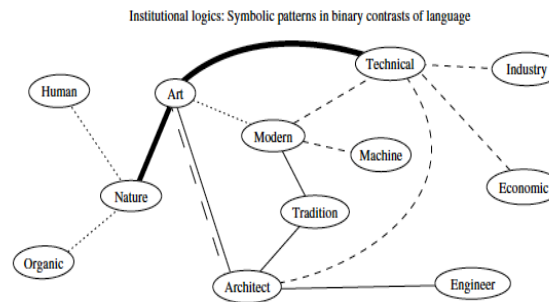 Institutional logics: Symbolic patterns in binary contrasts of language
Technical
Industry
Human
Art
Modern
Machine
Economic
Nature
Tradition
Organic
Architect
Engineer